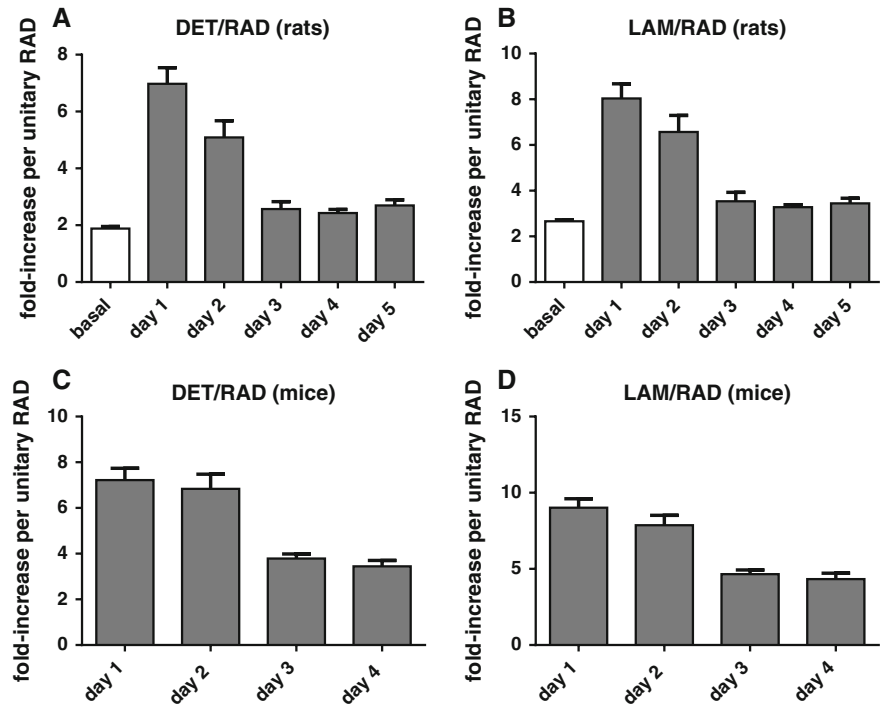 A
DET/RAD (rats)
fold-increase per unitary RAD
8
6
4
2
0
basal
day 1
day 2
day 3
day 4
day 5
B
LAM/RAD (rats)
fold-increase per unitary RAD
10
8
6
4
2
0
basal
day 1
day 2
day 3
day 4
day 5
C
DET/RAD (mice)
fold-increase per unitary RAD
10
8
6
4
2
0
day 1
day 2
day 3
day 4
D
LAM/RAD (mice)
fold-increase per unitary RAD
15
10
5
0
day 1
day 2
day 3
day 4